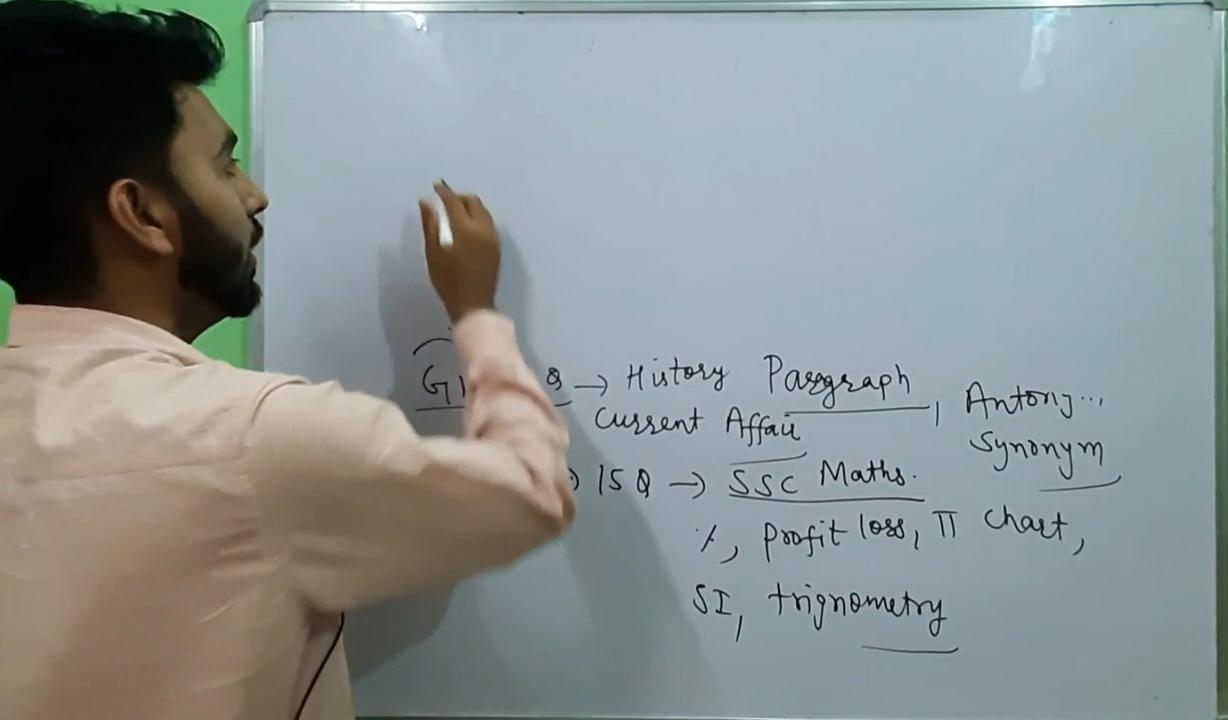 Q → History Paragraph, Antony...
Current Affair Synonym
15 Q → SSC Maths.
%, Profit loss, π Chart,
SI, trignometry